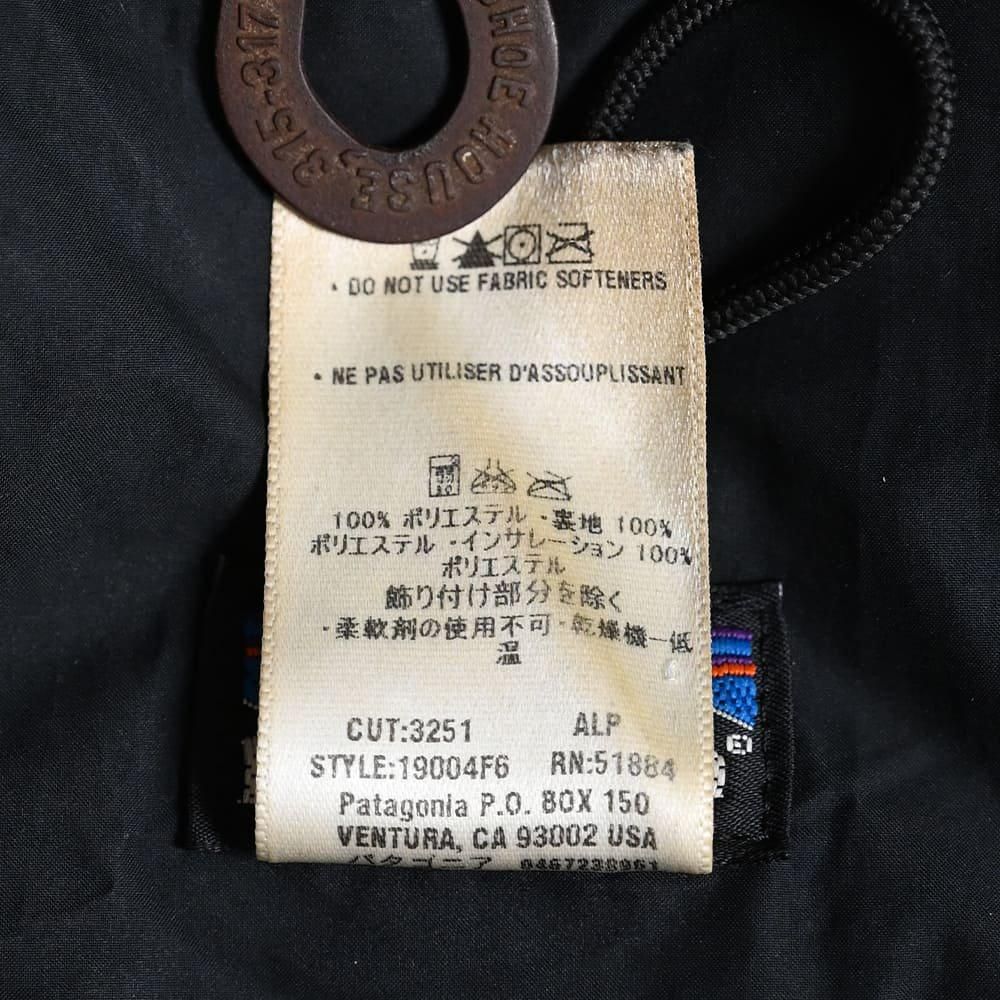 SHOE HOUSE, 315-317
• DO NOT USE FABRIC SOFTENERS
• NE PAS UTILISER D'ASSOUPLISSANT
100% ポリエステル ・裏地 100%
ポリエステル ・インサレーション 100%
ポリエステル
飾り付け部分を除く
・柔軟剤の使用不可・乾燥機一低
温
CUT:3251 ALP
STYLE:19004F6 RN:51884
Patagonia P.O. BOX 150
VENTURA, CA 93002 USA
パタゴニア 0467238961